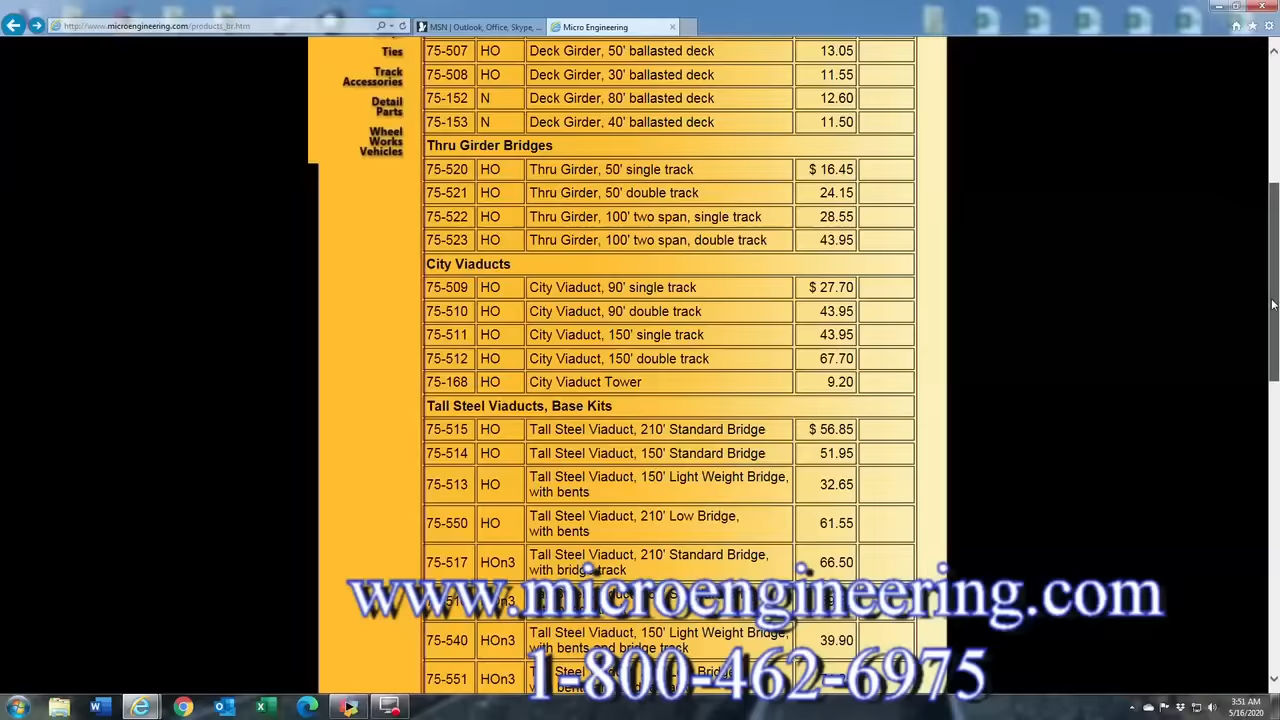 http://www.microengineering.com/products_br.htm
MSN | Outlook, Office, Skype, ...
Micro Engineering
Ties
Track
Accessories
Detail
Parts
Wheel
Works
Vehicles
75-507 HO Deck Girder, 50' ballasted deck 13.05
75-508 HO Deck Girder, 30' ballasted deck 11.55
75-152 N Deck Girder, 80' ballasted deck 12.60
75-153 N Deck Girder, 40' ballasted deck 11.50
Thru Girder Bridges
75-520 HO Thru Girder, 50' single track $ 16.45
75-521 HO Thru Girder, 50' double track 24.15
75-522 HO Thru Girder, 100' two span, single track 28.55
75-523 HO Thru Girder, 100' two span, double track 43.95
City Viaducts
75-509 HO City Viaduct, 90' single track $ 27.70
75-510 HO City Viaduct, 90' double track 43.95
75-511 HO City Viaduct, 150' single track 43.95
75-512 HO City Viaduct, 150' double track 67.70
75-168 HO City Viaduct Tower 9.20
Tall Steel Viaducts, Base Kits
75-515 HO Tall Steel Viaduct, 210' Standard Bridge $ 56.85
75-514 HO Tall Steel Viaduct, 150' Standard Bridge 51.95
75-513 HO Tall Steel Viaduct, 150' Light Weight Bridge, 32.65
with bents
75-550 HO Tall Steel Viaduct, 210' Low Bridge, 61.55
with bents
75-517 HOn3 Tall Steel Viaduct, 210' Standard Bridge, 66.50
with bridge track
www.microengineering.com
75-540 HOn3 Tall Steel Viaduct, 150' Light Weight Bridge, 39.90
with bents and bridge track
75-551 HOn3
1-800-462-6975
3:51 AM
5/16/2020